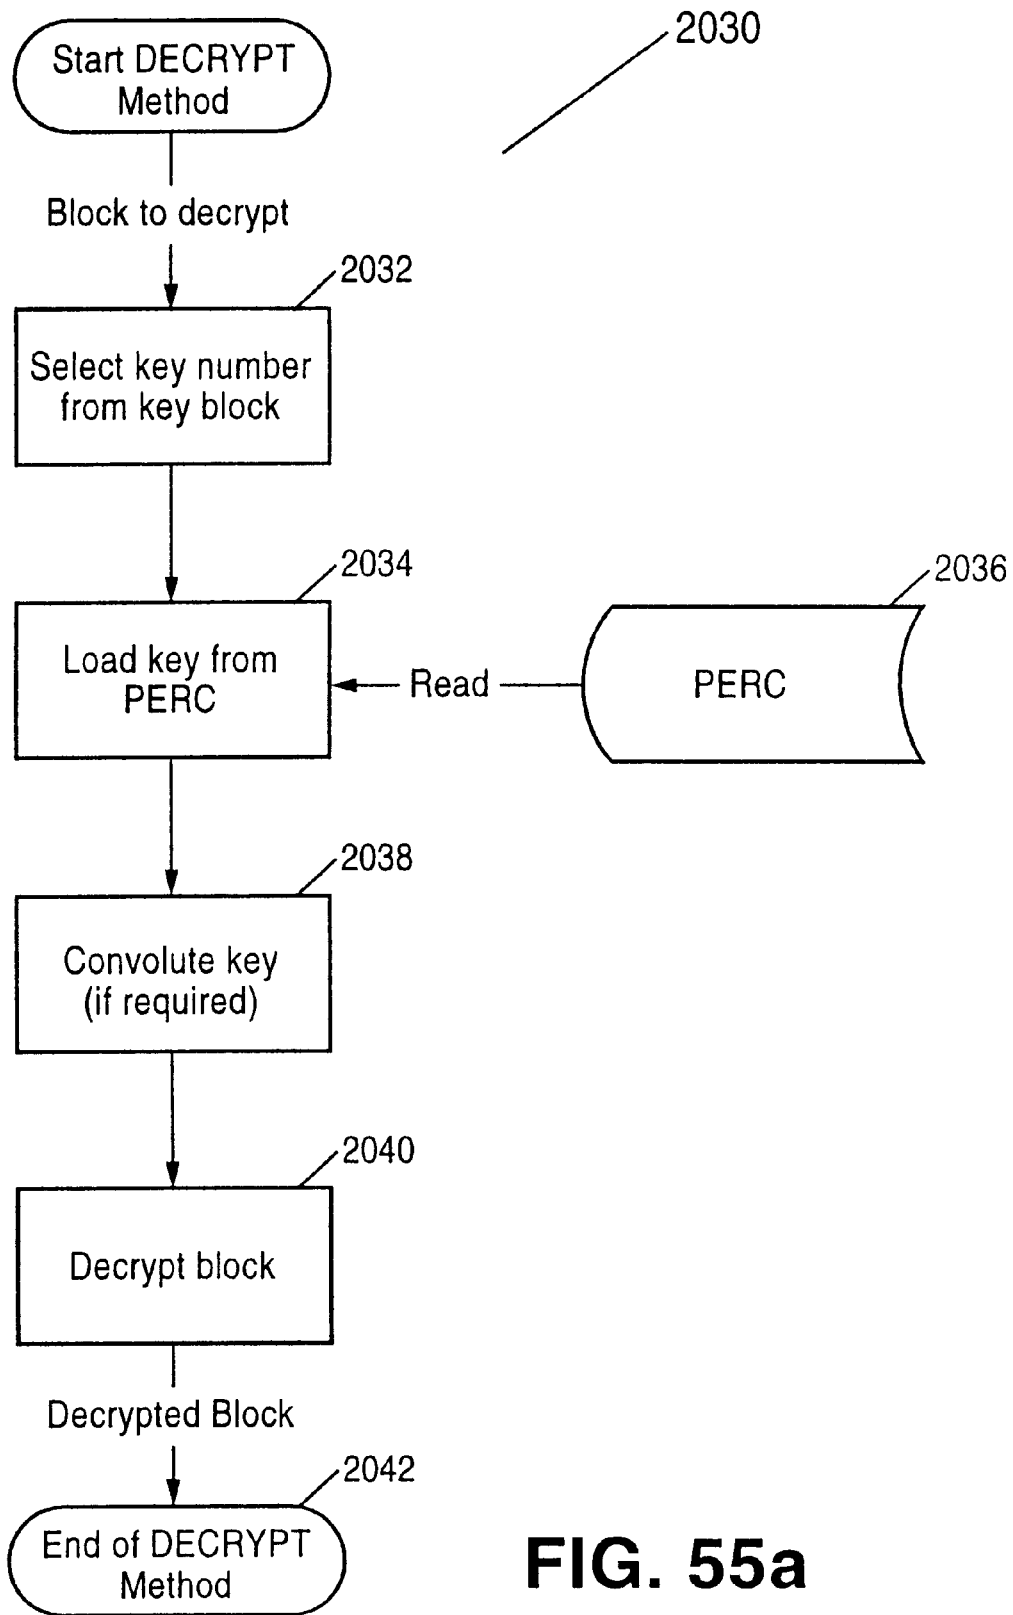 2030
Start DECRYPT
Method
Block to decrypt
2032
Select key number
from key block
2034
2036
Load key from
PERC
Read
PERC
2038
Convolute key
(if required)
2040
Decrypt block
Decrypted Block
2042
End of DECRYPT
Method
FIG. 55a